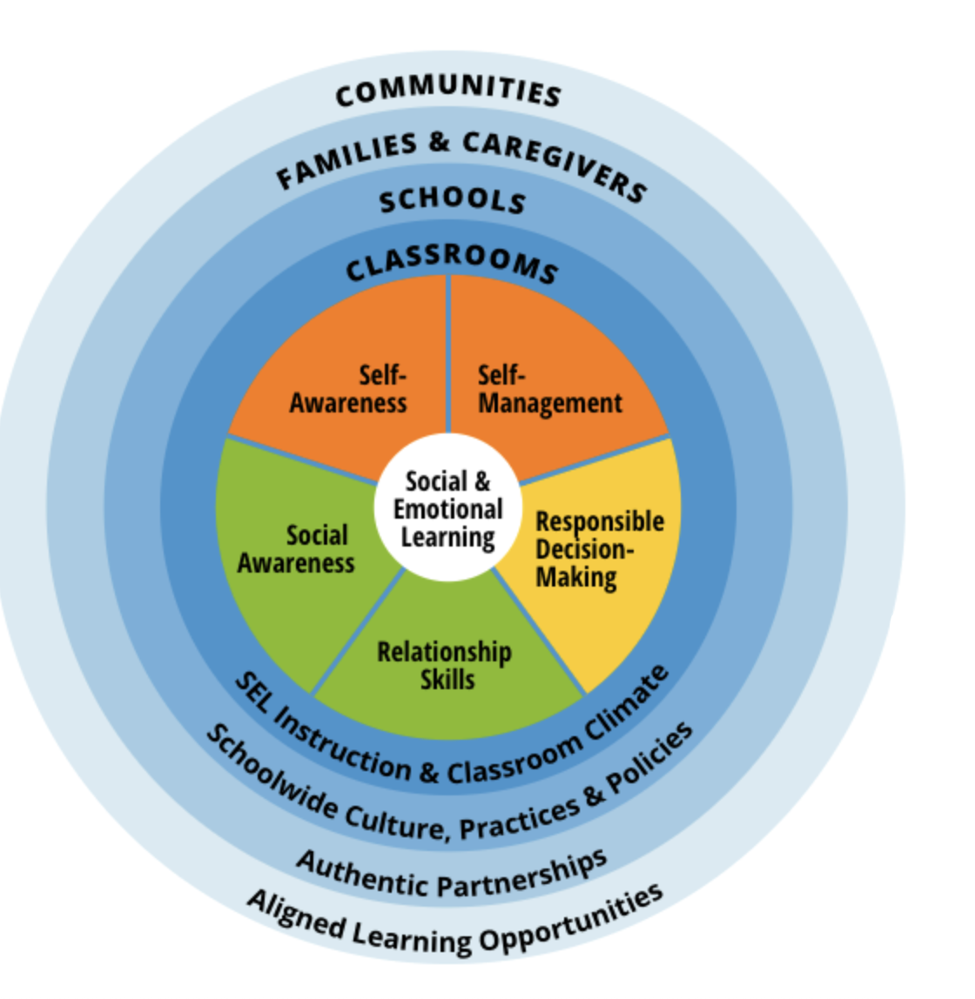 COMMUNITIES
FAMILIES & CAREGIVERS
SCHOOLS
CLASSROOMS
Self-
Awareness
Self-
Management
Social &
Emotional
Learning
Social
Awareness
Responsible
Decision-
Making
Relationship
Skills
SEL Instruction & Classroom Climate
Schoolwide Culture, Practices & Policies
Authentic Partnerships
Aligned Learning Opportunities